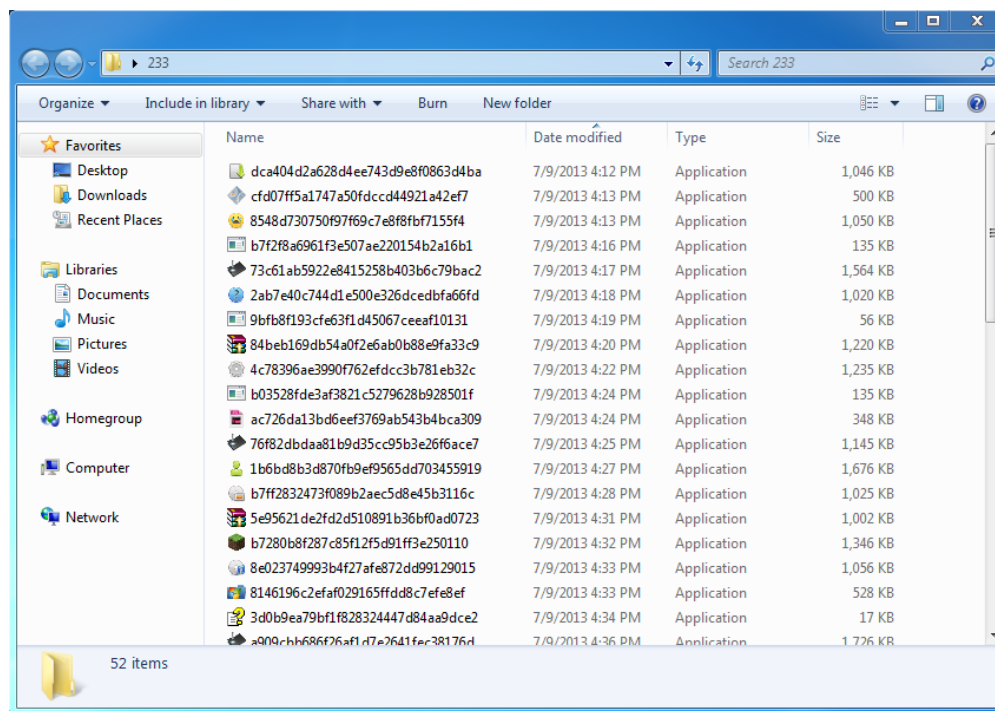 233
Search 233
Organize Include in library Share with Burn New folder
Name Date modified Type Size
Favorites
Desktop
Downloads
Recent Places
Libraries
Documents
Music
Pictures
Videos
Homegroup
Computer
Network
dca404d2a628d4ee743d9e8f0863d4ba 7/9/2013 4:12 PM Application 1,046 KB
cfd07ff5a1747a50fdccd44921a42ef7 7/9/2013 4:13 PM Application 500 KB
8548d730750f97f69c7e8f8fbf7155f4 7/9/2013 4:13 PM Application 1,050 KB
b7f2f8a6961f3e507ae220154b2a16b1 7/9/2013 4:16 PM Application 135 KB
73c61ab5922e8415258b403b6c79bac2 7/9/2013 4:17 PM Application 1,564 KB
2ab7e40c744d1e500e326dcedbfa66fd 7/9/2013 4:18 PM Application 1,020 KB
9bfb8f193cfe63f1d45067ceeaf10131 7/9/2013 4:19 PM Application 56 KB
84beb169db54a0f2e6ab0b88e9fa33c9 7/9/2013 4:20 PM Application 1,220 KB
4c78396ae3990f762efdcc3b781eb32c 7/9/2013 4:22 PM Application 1,235 KB
b03528fde3af3821c5279628b928501f 7/9/2013 4:24 PM Application 135 KB
ac726da13bd6eef3769ab543b4bca309 7/9/2013 4:24 PM Application 348 KB
76f82dbdaa81b9d35cc95b3e26f6ace7 7/9/2013 4:25 PM Application 1,145 KB
1b6bd8b3d870fb9ef9565dd703455919 7/9/2013 4:27 PM Application 1,676 KB
b7ff2832473f089b2aec5d8e45b3116c 7/9/2013 4:28 PM Application 1,025 KB
5e95621de2fd2d510891b36bf0ad0723 7/9/2013 4:31 PM Application 1,002 KB
b7280b8f287c85f12f5d91ff3e250110 7/9/2013 4:32 PM Application 1,346 KB
8e023749993b4f27afe872dd99129015 7/9/2013 4:33 PM Application 1,056 KB
8146196c2efaf029165ffdd8c7efe8ef 7/9/2013 4:33 PM Application 528 KB
3d0b9ea79bf1f828324447d84aa9dce2 7/9/2013 4:34 PM Application 17 KB
a909cbb686f26af1d7e2641fec38176d 7/9/2013 4:36 PM Application 1,726 KB
52 items